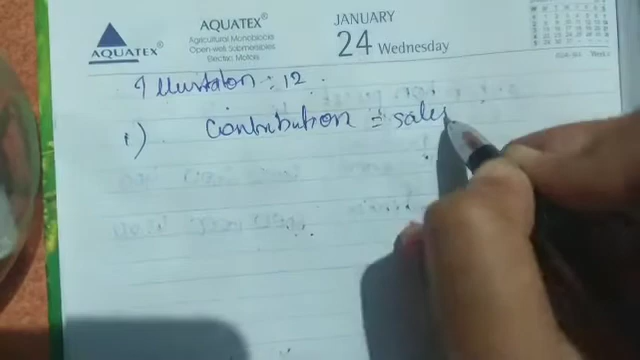 AQUATEX®
AQUATEX®
Agricultural Monoblocks
Open well Submersibles
Electric Motors
JANUARY
24 Wednesday
Illustration : 12.
i) Contribution = sales